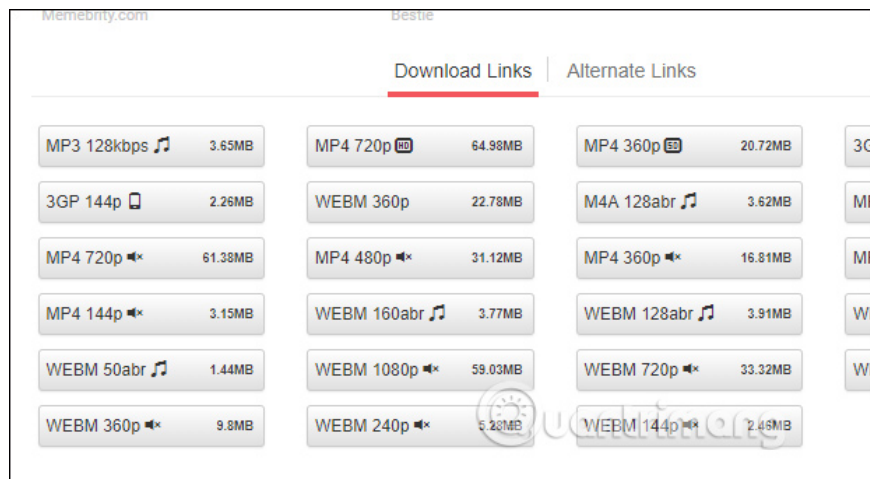 Memebrity.com Bestie
Download Links Alternate Links
MP3 128kbps 3.65MB MP4 720p HD 64.98MB MP4 360p SD 20.72MB
3GP 144p 2.26MB WEBM 360p 22.78MB M4A 128abr 3.62MB
MP4 720p 61.38MB MP4 480p 31.12MB MP4 360p 16.81MB
MP4 144p 3.15MB WEBM 160abr 3.77MB WEBM 128abr 3.91MB
WEBM 50abr 1.44MB WEBM 1080p 59.03MB WEBM 720p 33.32MB
WEBM 360p 9.8MB WEBM 240p 5.28MB WEBM 144p 2.46MB
Quantrimang